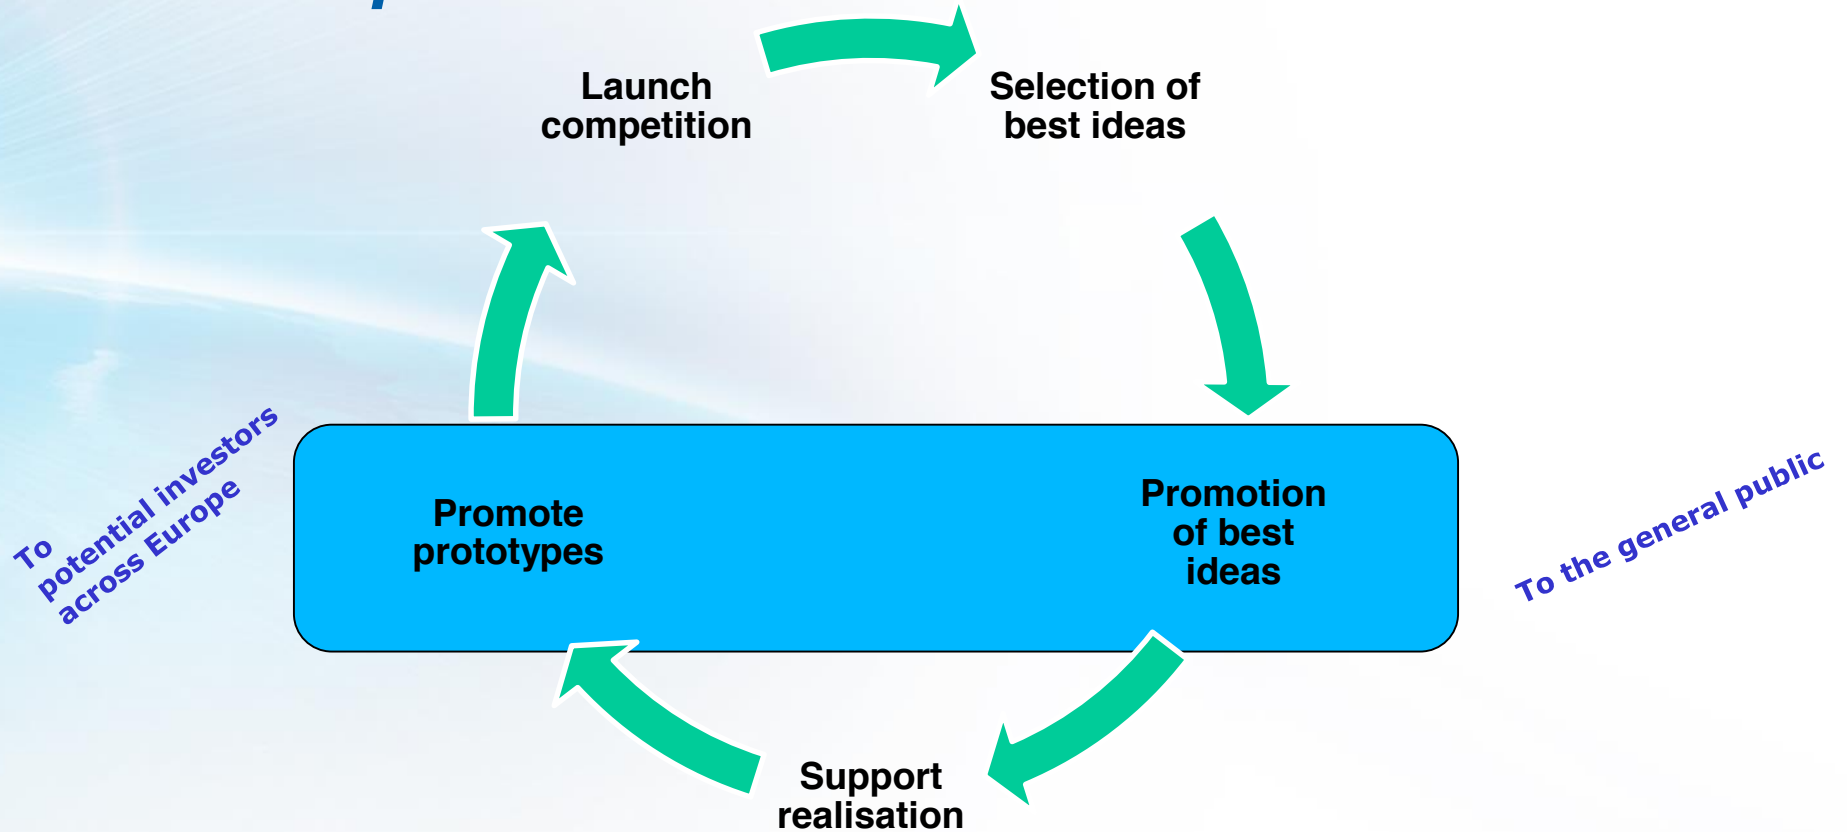 Launch
competition
Selection of
best ideas
To
potential investors
across Europe
Promote
prototypes
Promotion
of best
ideas
To the general public
Support
realisation